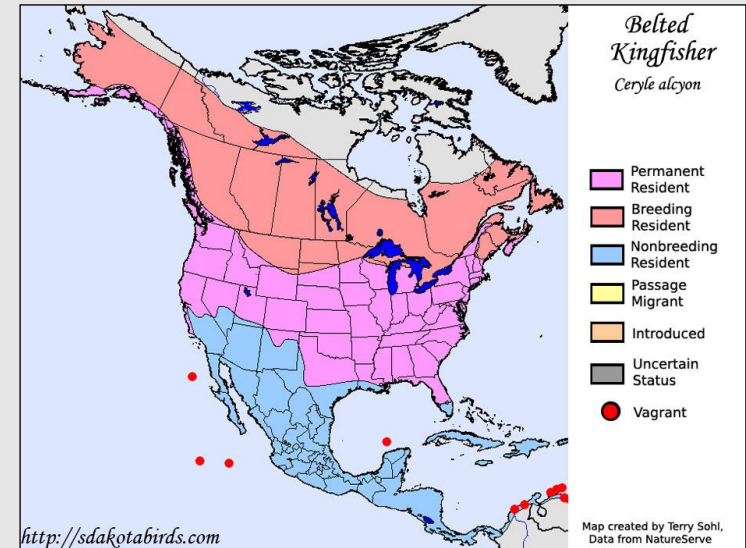 Belted
Kingfisher
Ceryle alcyon
Permanent
Resident
Breeding
Resident
Nonbreeding
Resident
Passage
Migrant
Introduced
Uncertain
Status
Vagrant
http://sdakotabirds.com
Map created by Terry Sohl,
Data from NatureServe